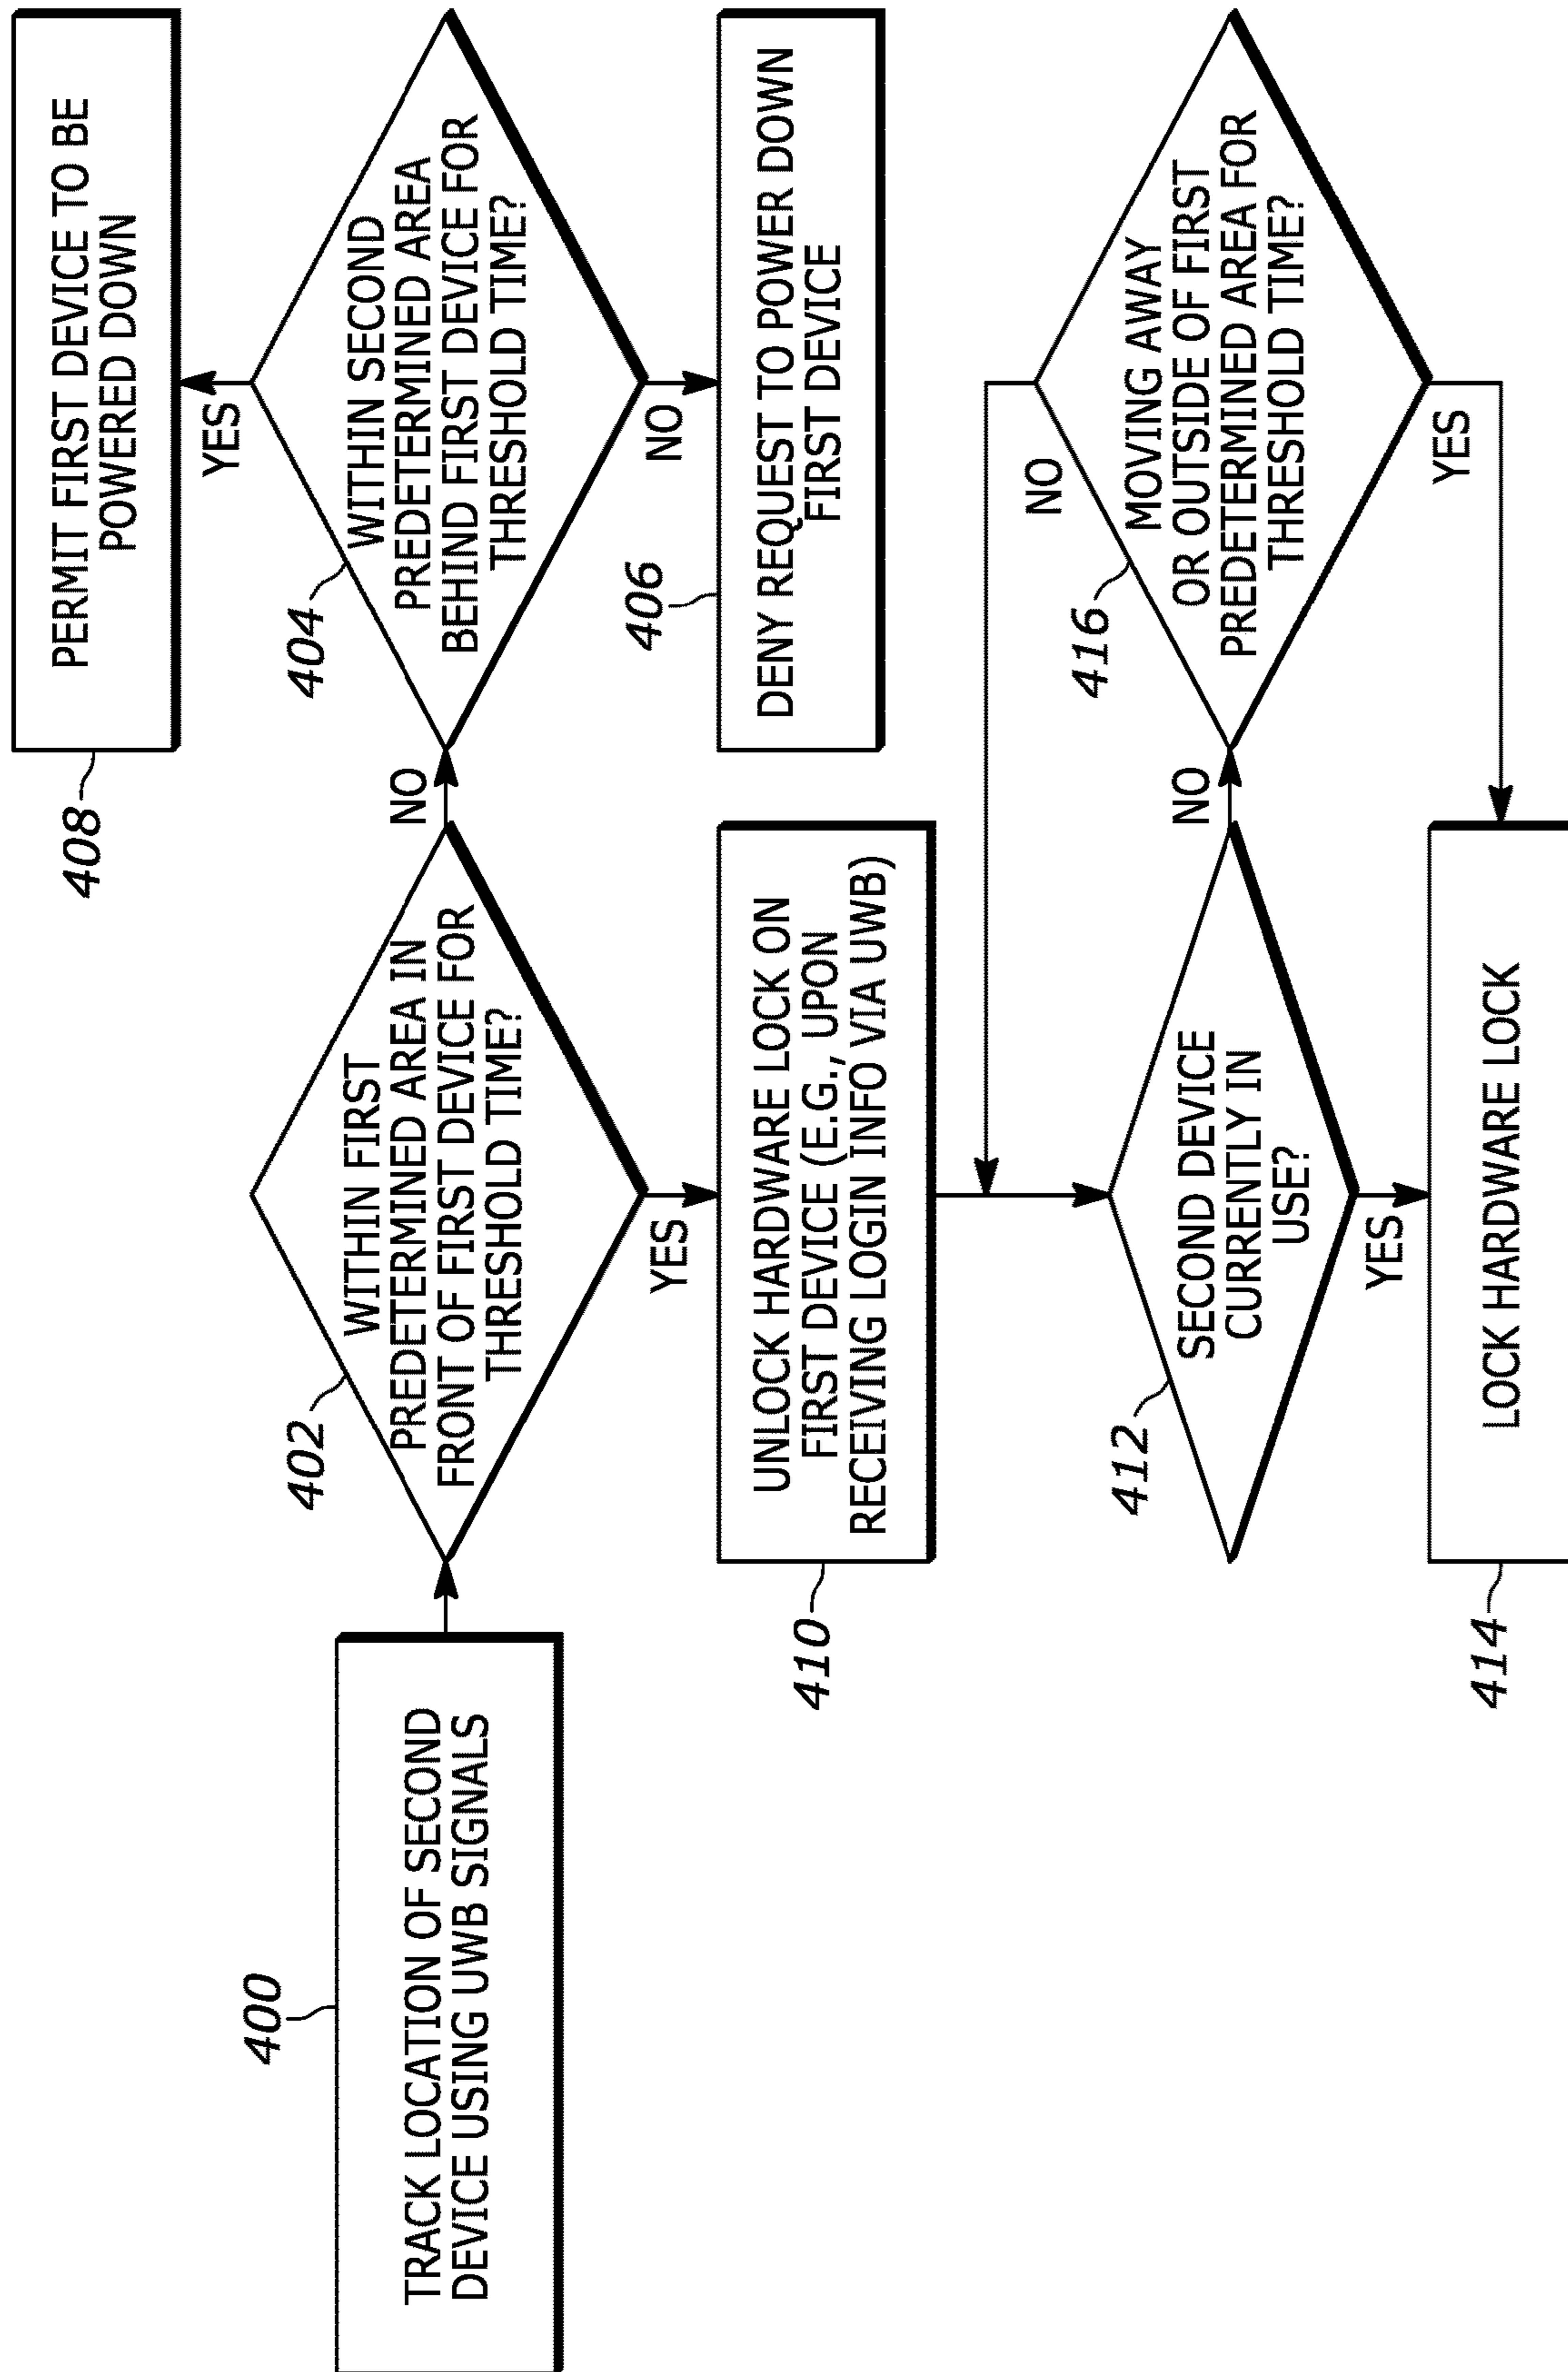 400
TRACK LOCATION OF SECOND
DEVICE USING UWB SIGNALS
402
WITHIN FIRST
PREDETERMINED AREA IN
FRONT OF FIRST DEVICE FOR
THRESHOLD TIME?
NO
YES
404
WITHIN SECOND
PREDETERMINED AREA
BEHIND FIRST DEVICE FOR
THRESHOLD TIME?
YES
NO
408
PERMIT FIRST DEVICE TO BE
POWERED DOWN
406
DENY REQUEST TO POWER DOWN
FIRST DEVICE
410
UNLOCK HARDWARE LOCK ON
FIRST DEVICE (E.G., UPON
RECEIVING LOGIN INFO VIA UWB)
412
SECOND DEVICE
CURRENTLY IN
USE?
NO
YES
416
MOVING AWAY
OR OUTSIDE OF FIRST
PREDETERMINED AREA FOR
THRESHOLD TIME?
NO
YES
414
LOCK HARDWARE LOCK